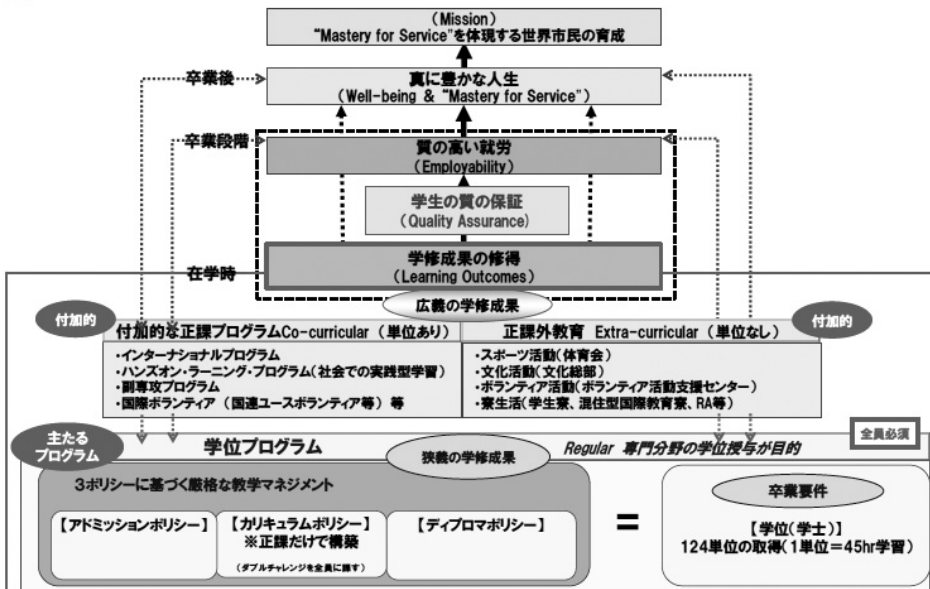 (Mission)
“Mastery for Service”を体現する世界市民の育成
卒業後
真に豊かな人生
(Well-being & “Mastery for Service”)
卒業段階
質の高い就労
(Employability)
学生の質の保証
(Quality Assurance)
在学時
学修成果の修得
(Learning Outcomes)
広義の学修成果
付加的
付加的
付加的な正課プログラムCo-curricular (単位あり)
・インターナショナルプログラム
・ハンズオン・ラーニング・プログラム(社会での実践型学習)
・副専攻プログラム
・国際ボランティア (国連ユースボランティア等) 等
正課外教育 Extra-curricular (単位なし)
・スポーツ活動(体育会)
・文化活動(文化総部)
・ボランティア活動(ボランティア活動支援センター)
・寮生活(学生寮、混住型国際教育寮、RA等)
主たる
プログラム
学位プログラム
狭義の学修成果
Regular 専門分野の学位授与が目的
全員必須
3ポリシーに基づく厳格な教学マネジメント
【アドミッションポリシー】
【カリキュラムポリシー】
※正課だけで構築
(ダブルチャレンジを全員に課す)
【ディプロマポリシー】
=
卒業要件
【学位(学士)】
124単位の取得(1単位=45hr学習)